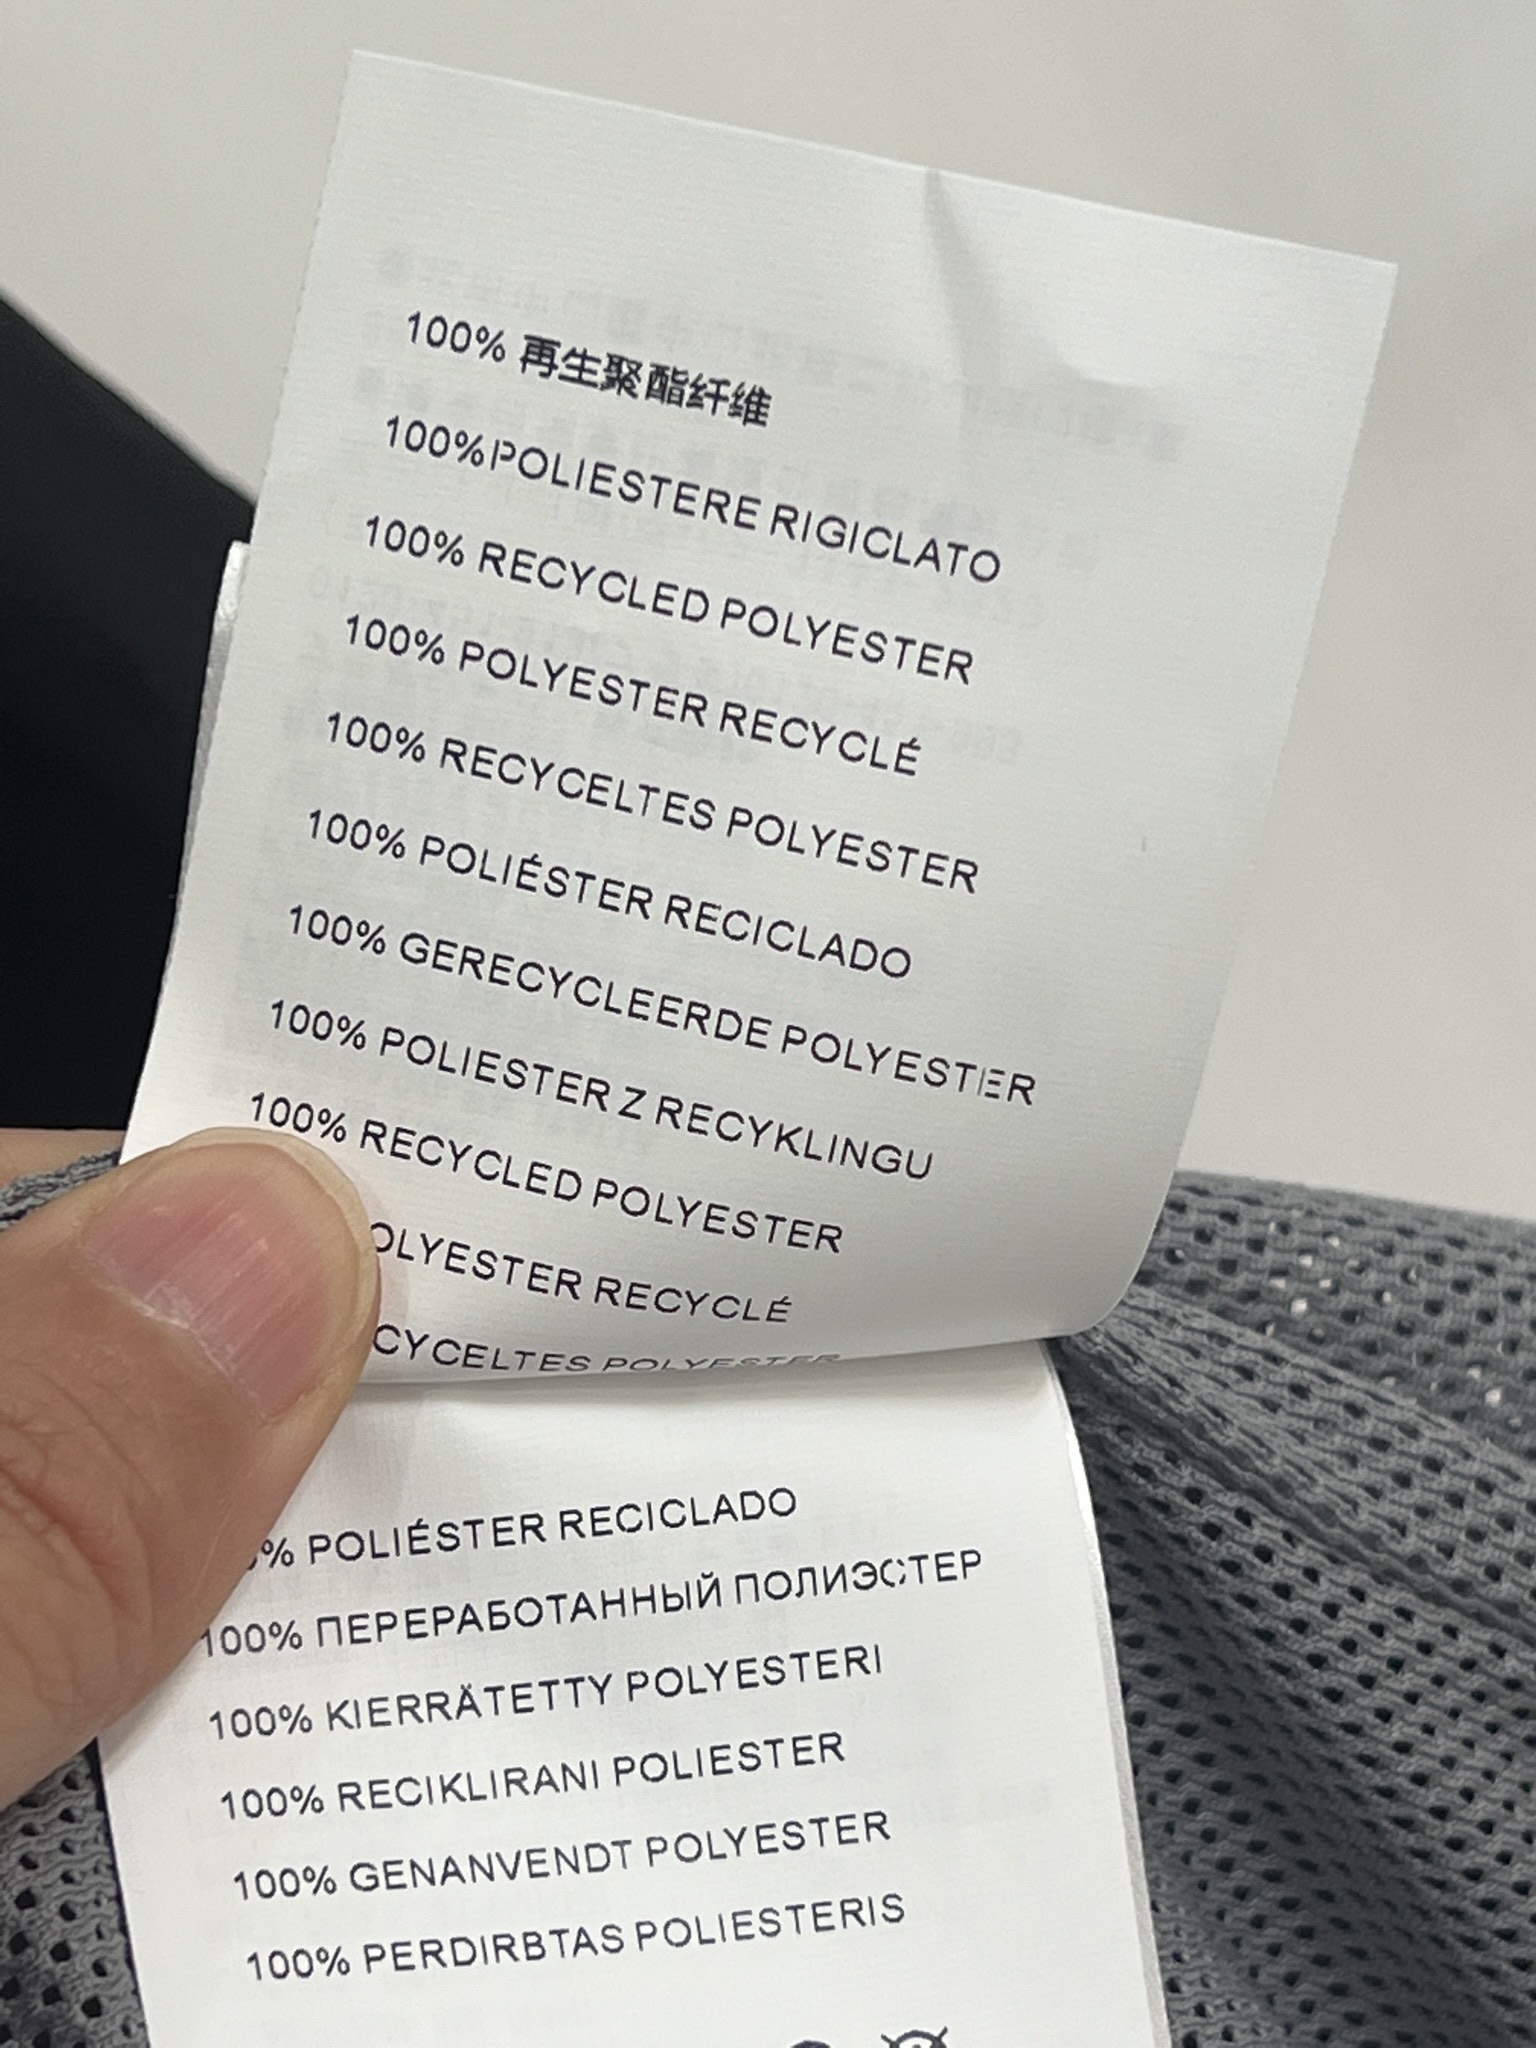 100% 再生聚酯纤维
100%POLIESTERE RIGICLATO
100% RECYCLED POLYESTER
100% POLYESTER RECYCLÉ
100% RECYCELTES POLYESTER
100% POLIÉSTER RECICLADO
100% GERECYCLEERDE POLYESTER
100% POLIESTER Z RECYKLINGU
100% RECYCLED POLYESTER
OLYESTER RECYCLÉ
CYCELTES POLYESTER
% POLIÉSTER RECICLADO
100% ПЕРЕРАБОТАННЫЙ ПОЛИЭСТЕР
100% KIERRÄTETTY POLYESTERI
100% RECIKLIRANI POLIESTER
100% GENANVENDT POLYESTER
100% PERDIRBTAS POLIESTERIS